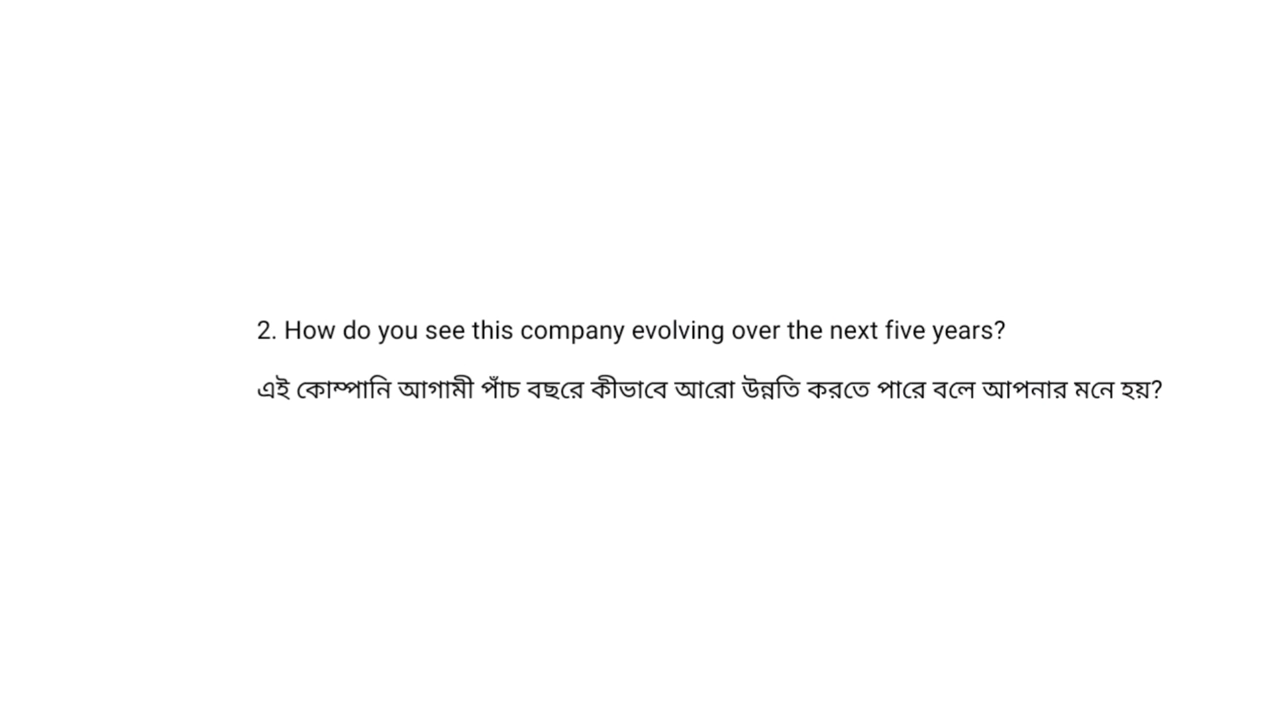 2. How do you see this company evolving over the next five years?
এই কোম্পানি আগামী পাঁচ বছরে কীভাবে আরো উন্নতি করতে পারে বলে আপনার মনে হয়?